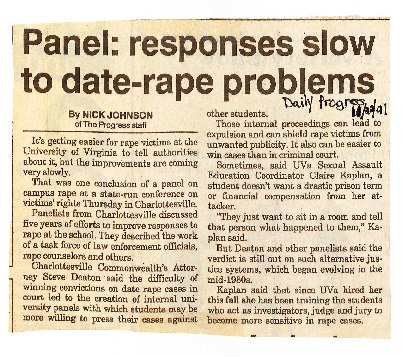 Panel: responses slow
to date-rape problems
By NICK JOHNSON
of The Progress staff
It's getting easier for rape victims at the
University of Virginia to tell authorities
about it, but the improvements are coming
very slowly.
That was one conclusion of a panel on
campus rape at a state-run conference on
victims' rights Thursday in Charlottesville.
Panelists from Charlottesville discussed
five years of efforts to improve responses to
rape at the school. They described the work
of a task force of law enforcement officials,
rape counselors and others.
Charlottesville Commonwealth's Attor-
ney Steve Deaton said the difficulty of
winning convictions on date rape cases in
court led to the creation of internal uni-
versity panels with which students may be
more willing to press their cases against
Daily Progress
other students.
Those internal proceedings can lead to
expulsion and can shield rape victims from
unwanted publicity. It also can be easier to
win cases than in criminal court.
Sometimes, said UVa Sexual Assault
Education Coordinator Claire Kaplan, a
student doesn't want a drastic prison term
or financial compensation from her at-
tacker.
"They just want to sit in a room and tell
that person what happened to them," Ka-
plan said.
But Deaton and other panelists said the
verdict is still out on such alternative jus-
tice systems, which began evolving in the
mid-1980s.
Kaplan said that since UVa hired her
this fall she has been training the students
who act as investigators, judges and jury to
become more sensitive in rape cases.